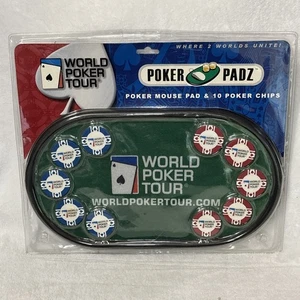 WHERE 2 WORLDS UNITE!
WORLD
POKER
TOUR
POKER PADZ
POKER MOUSE PAD & 10 POKER CHIPS
WORLD
POKER
TOUR
WORLDPOKERTOUR.COM